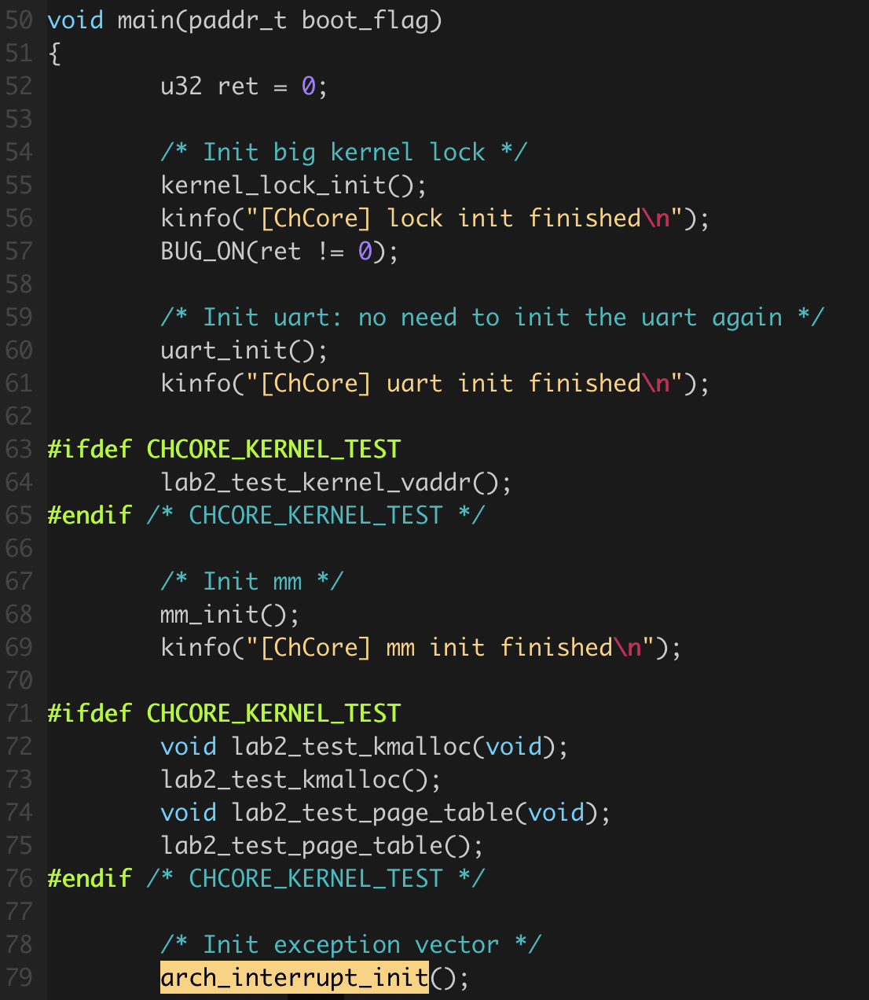 50 void main(paddr_t boot_flag)
51 {
52         u32 ret = 0;
53
54         /* Init big kernel lock */
55         kernel_lock_init();
56         kinfo("[ChCore] lock init finished\n");
57         BUG_ON(ret != 0);
58
59         /* Init uart: no need to init the uart again */
60         uart_init();
61         kinfo("[ChCore] uart init finished\n");
62
63 #ifdef CHCORE_KERNEL_TEST
64         lab2_test_kernel_vaddr();
65 #endif /* CHCORE_KERNEL_TEST */
66
67         /* Init mm */
68         mm_init();
69         kinfo("[ChCore] mm init finished\n");
70
71 #ifdef CHCORE_KERNEL_TEST
72         void lab2_test_kmalloc(void);
73         lab2_test_kmalloc();
74         void lab2_test_page_table(void);
75         lab2_test_page_table();
76 #endif /* CHCORE_KERNEL_TEST */
77
78         /* Init exception vector */
79         arch_interrupt_init();